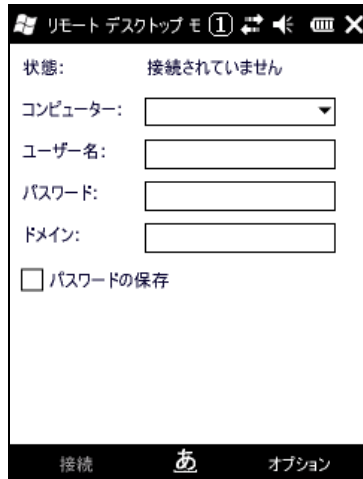 リモート デスクトップ モ 1
状態: 接続されていません
コンピューター:
ユーザー名:
パスワード:
ドメイン:
パスワードの保存
接続 あ オプション